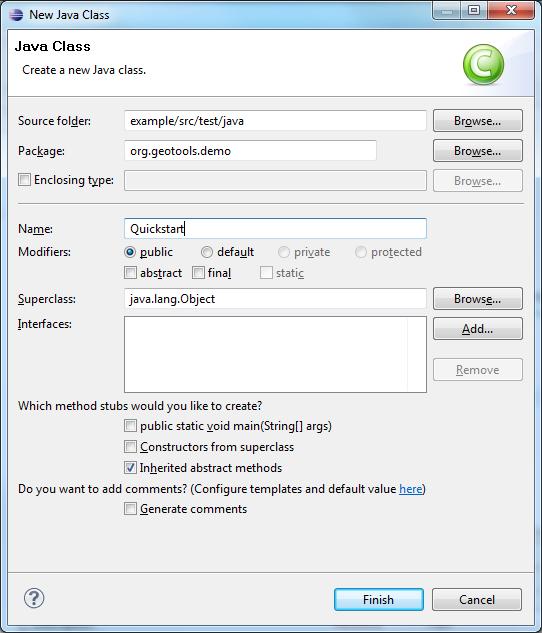 New Java Class
Java Class
Create a new Java class.
C
Source folder: example/src/test/java Browse...
Package: org.geotools.demo Browse...
Enclosing type: Browse...
Name: Quickstart
Modifiers: public default private protected
abstract final static
Superclass: java.lang.Object Browse...
Interfaces: Add...
Remove
Which method stubs would you like to create?
public static void main(String[] args)
Constructors from superclass
Inherited abstract methods
Do you want to add comments? (Configure templates and default value here)
Generate comments
? Finish Cancel